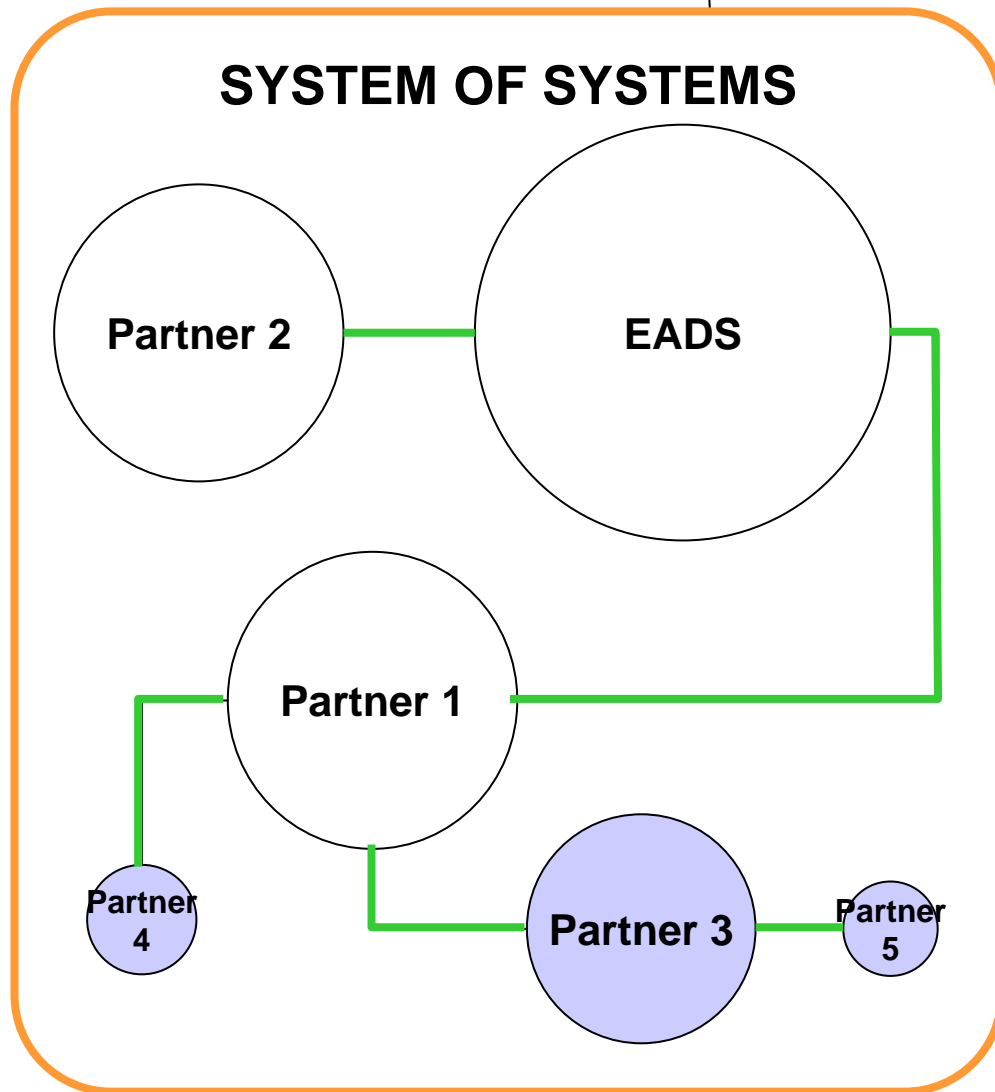 SYSTEM OF SYSTEMS
Partner 2
EADS
Partner 1
Partner
4
Partner 3
Partner
5